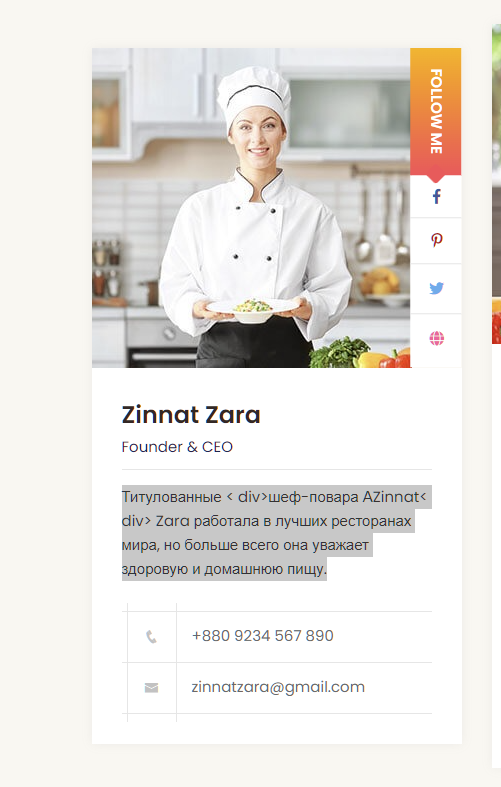 FOLLOW ME
Zinnat Zara
Founder & CEO
Титулованные < div>шеф-повара AZinnat<
div> Zara работала в лучших ресторанах
мира, но больше всего она уважает
здоровую и домашнюю пищу.
+880 9234 567 890
zinnatzara@gmail.com